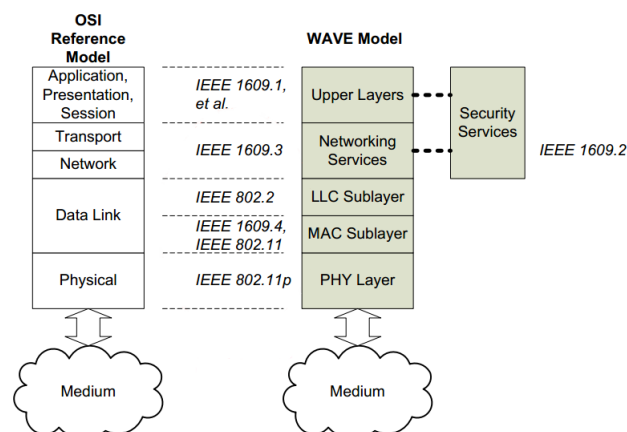 OSI
Reference
Model
WAVE Model
Application,
Presentation,
Session
IEEE 1609.1,
et al.
Upper Layers
Security
Services
Transport
Network
IEEE 1609.3
Networking
Services
IEEE 1609.2
Data Link
IEEE 802.2
LLC Sublayer
IEEE 1609.4,
IEEE 802.11
MAC Sublayer
Physical
IEEE 802.11p
PHY Layer
Medium
Medium